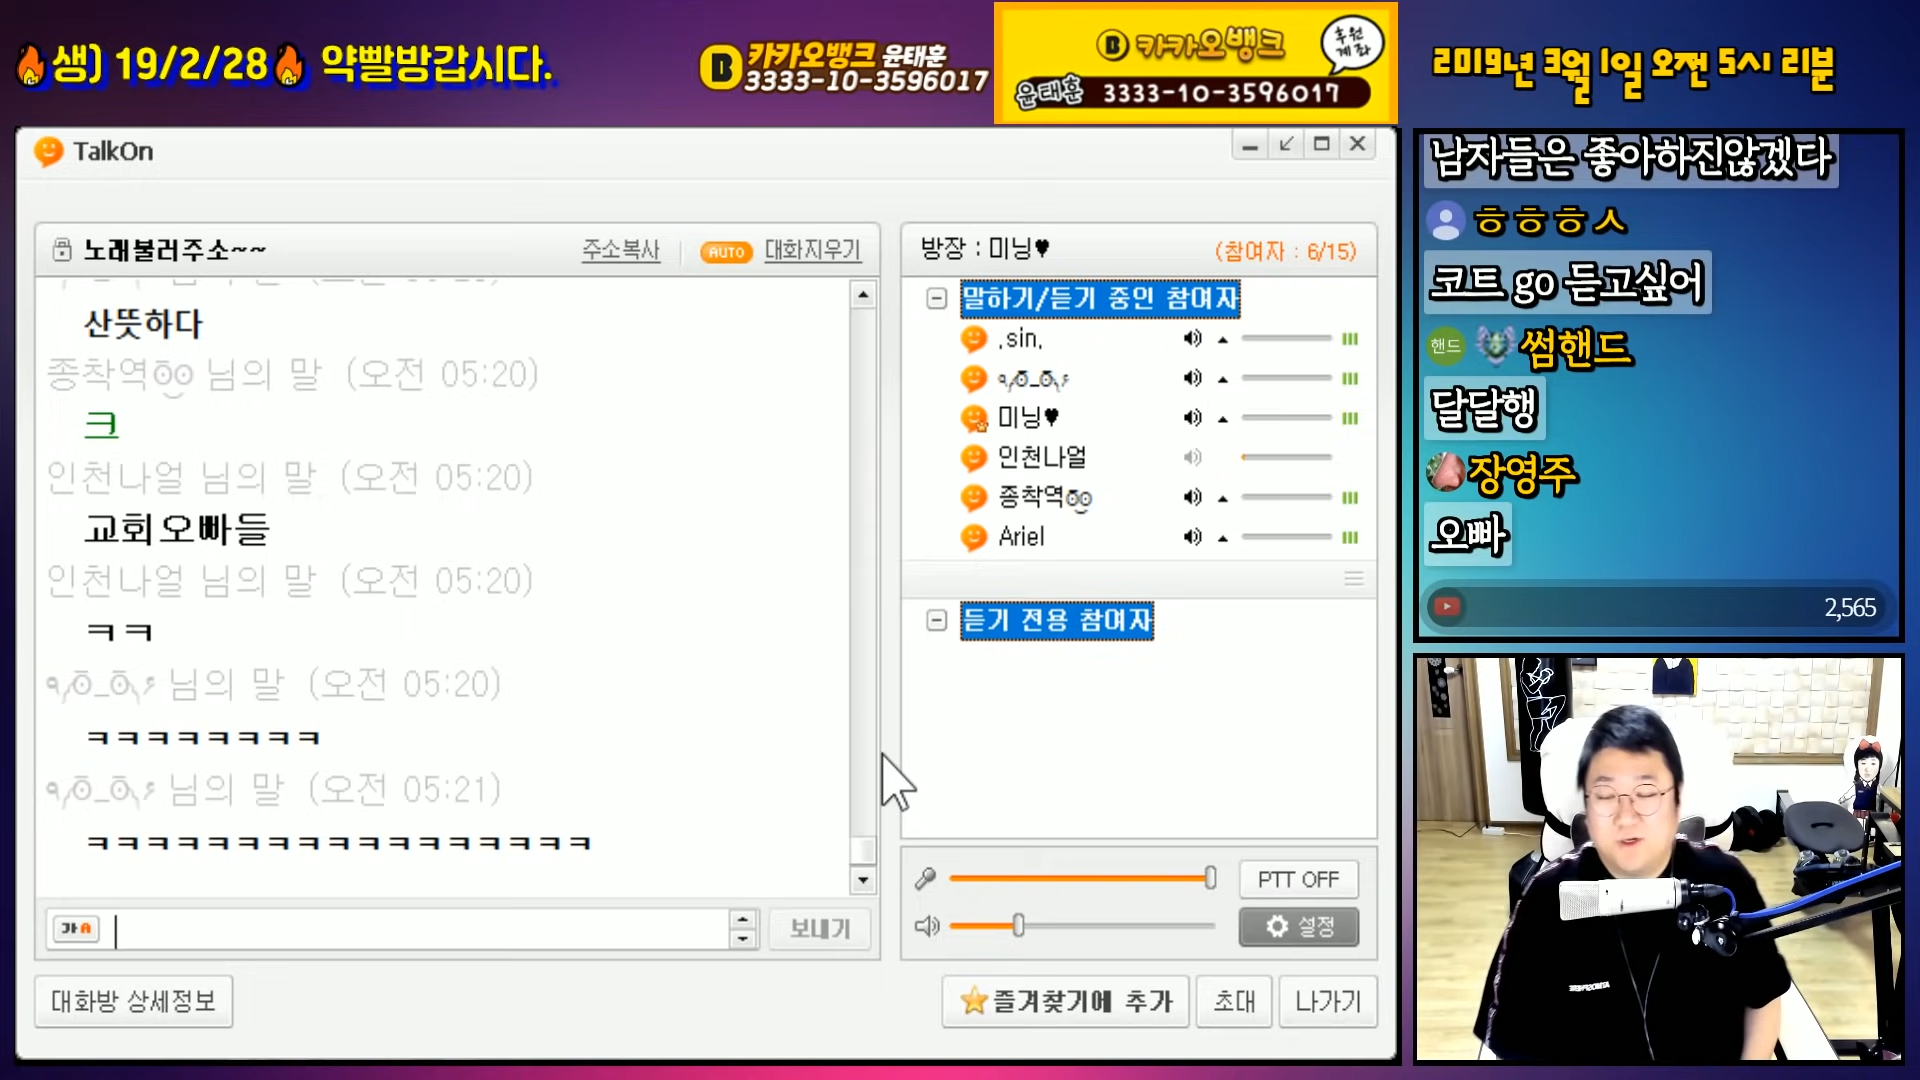 생) 19/2/28 약빨방갑시다.
B 카카오뱅크 윤태훈
3333-10-3596017
B 카카오뱅크
후원
계좌
윤태훈 3333-10-3596017
2019년 3월 1일 오전 5시 21분
TalkOn
노래불러주소~~
주소복사
AUTO 대화지우기
산뜻하다
종착역 님의 말 (오전 05:20)
크
인천나얼 님의 말 (오전 05:20)
교회오빠들
인천나얼 님의 말 (오전 05:20)
ㅋㅋ
님의 말 (오전 05:20)
ㅋㅋㅋㅋㅋㅋㅋㅋ
님의 말 (오전 05:21)
ㅋㅋㅋㅋㅋㅋㅋㅋㅋㅋㅋㅋㅋㅋㅋㅋㅋ
가A
보내기
대화방 상세정보
방장 : 미닝♥
(참여자 : 6/15)
말하기/듣기 중인 참여자
.sin.
미닝♥
인천나얼
종착역
Ariel
듣기 전용 참여자
PTT OFF
설정
즐겨찾기에 추가
초대
나가기
남자들은 좋아하진않겠다
ㅎㅎㅎㅅ
코트 go 듣고싶어
핸드 썸핸드
달달행
장영주
오빠
2,565